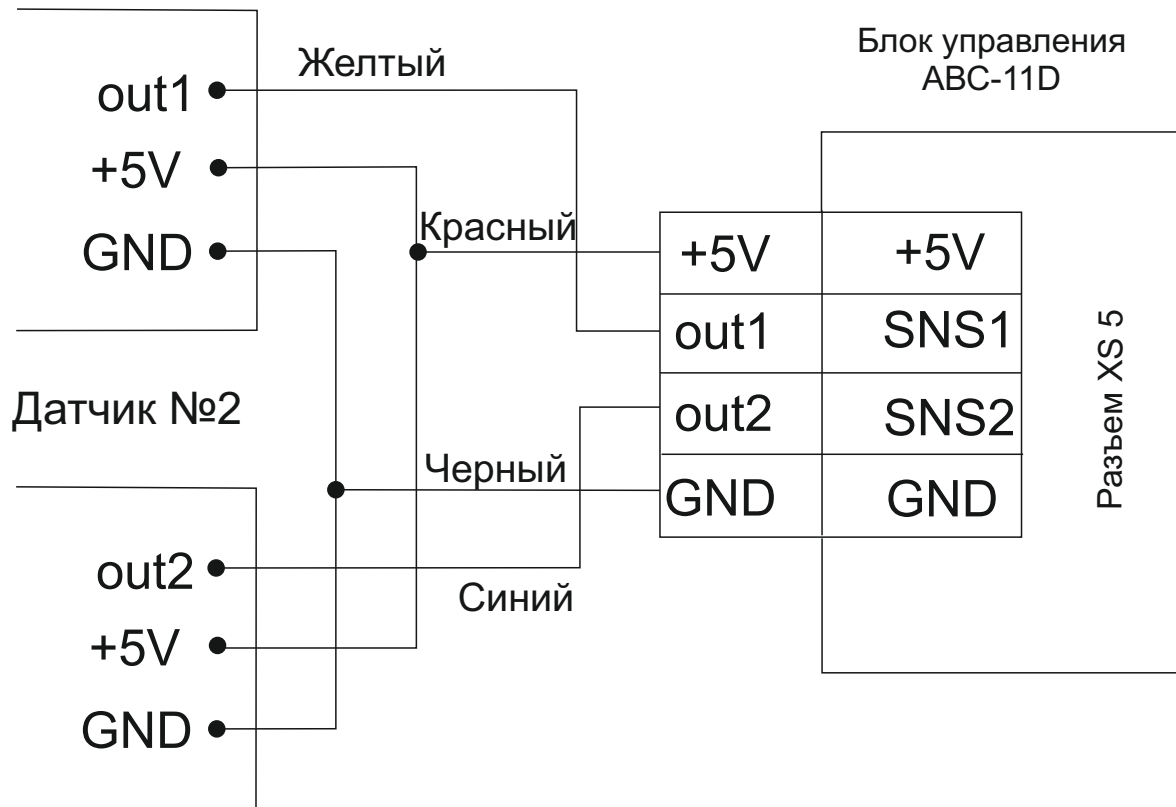 Желтый
Блок управления
ABC-11D
out1
+5V
GND
Красный
+5V +5V
out1 SNS1
out2 SNS2
GND GND
Разъем XS 5
Датчик №2
Черный
out2
+5V
GND
Синий